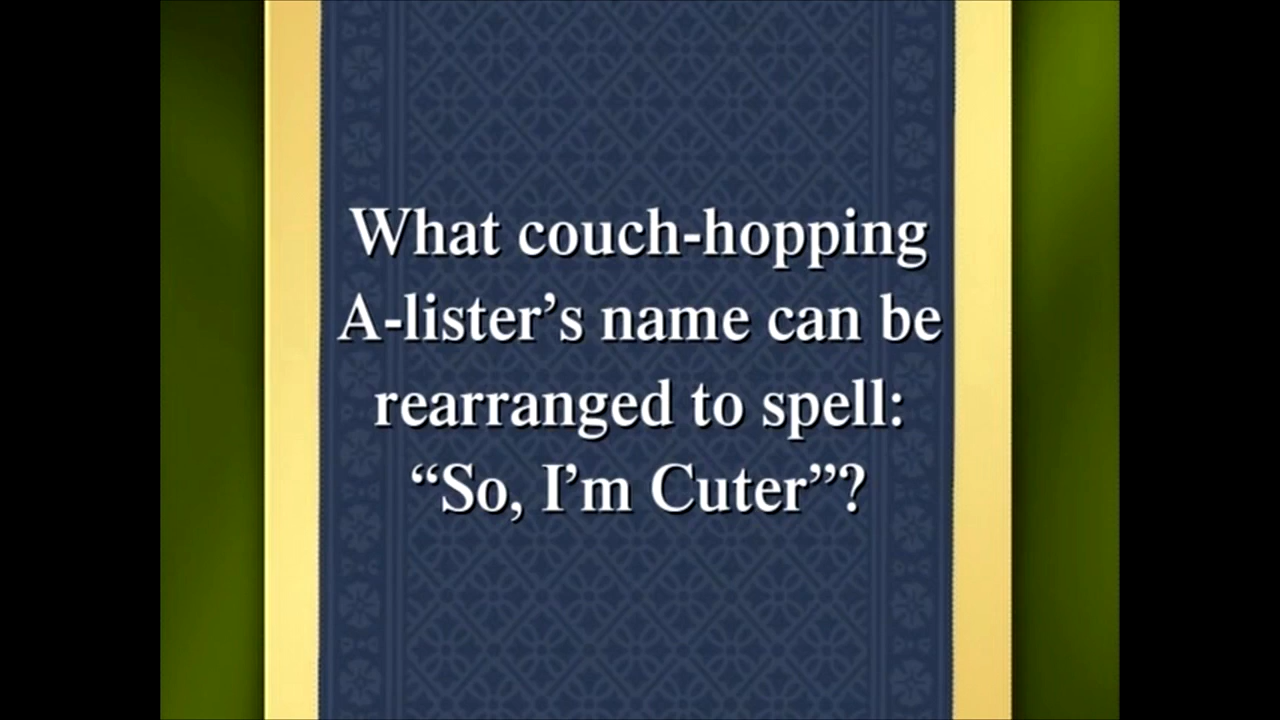 What couch-hopping
A-lister’s name can be
rearranged to spell:
“So, I’m Cuter”?